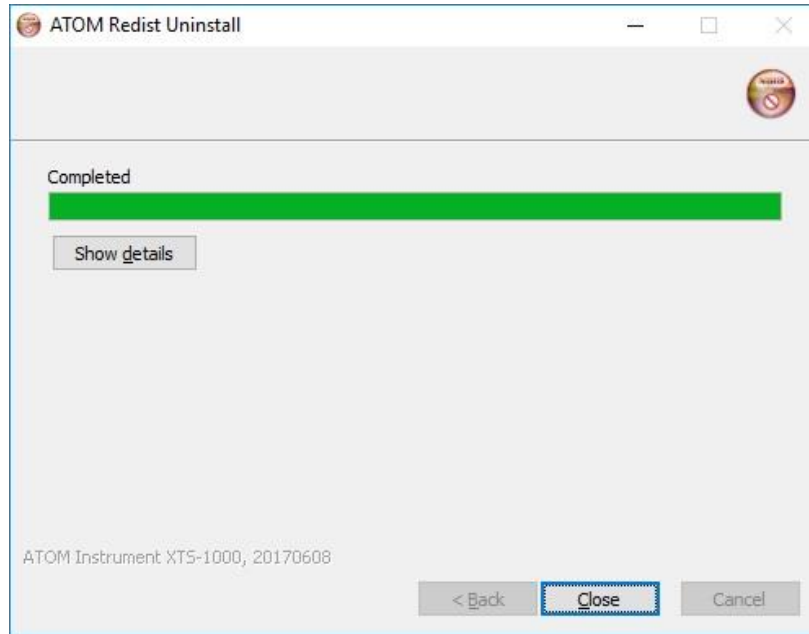 ATOM Redist Uninstall
Completed
Show details
ATOM Instrument XTS-1000, 20170608
< Back
Close
Cancel